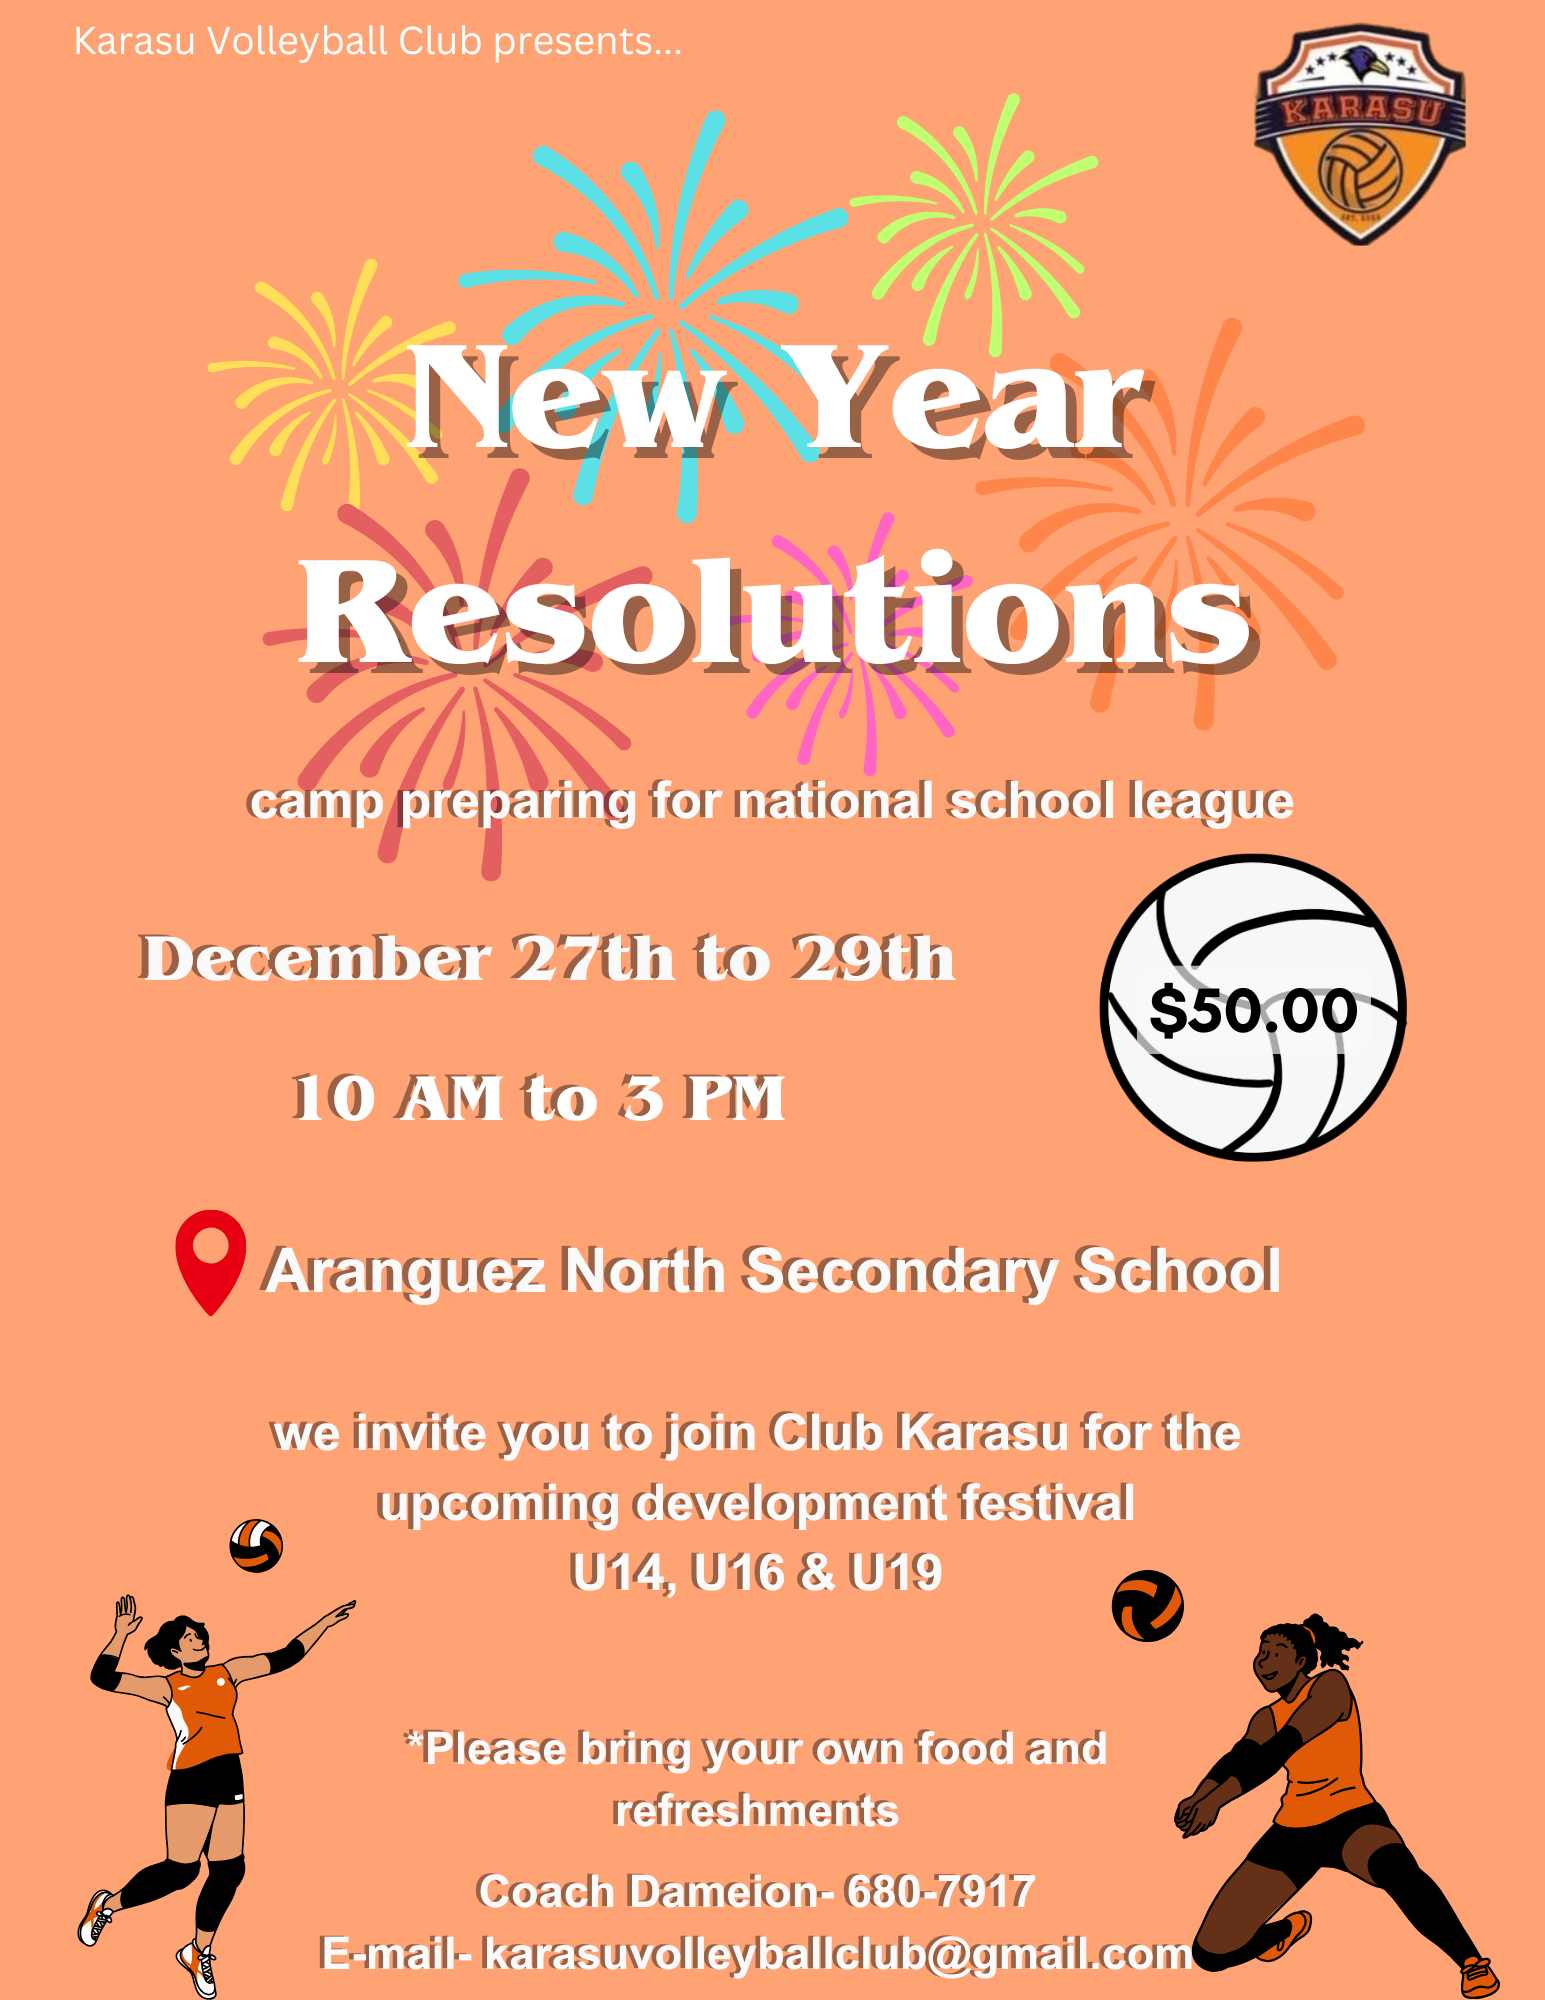 Karasu Volleyball Club presents...
KARASU
New Year
Resolutions
camp preparing for national school league
December 27th to 29th
$50.00
10 AM to 3 PM
Aranguez North Secondary School
we invite you to join Club Karasu for the
upcoming development festival
U14, U16 & U19
*Please bring your own food and
refreshments
Coach Dameion- 680-7917
E-mail- karasuvolleyballclub@gmail.com